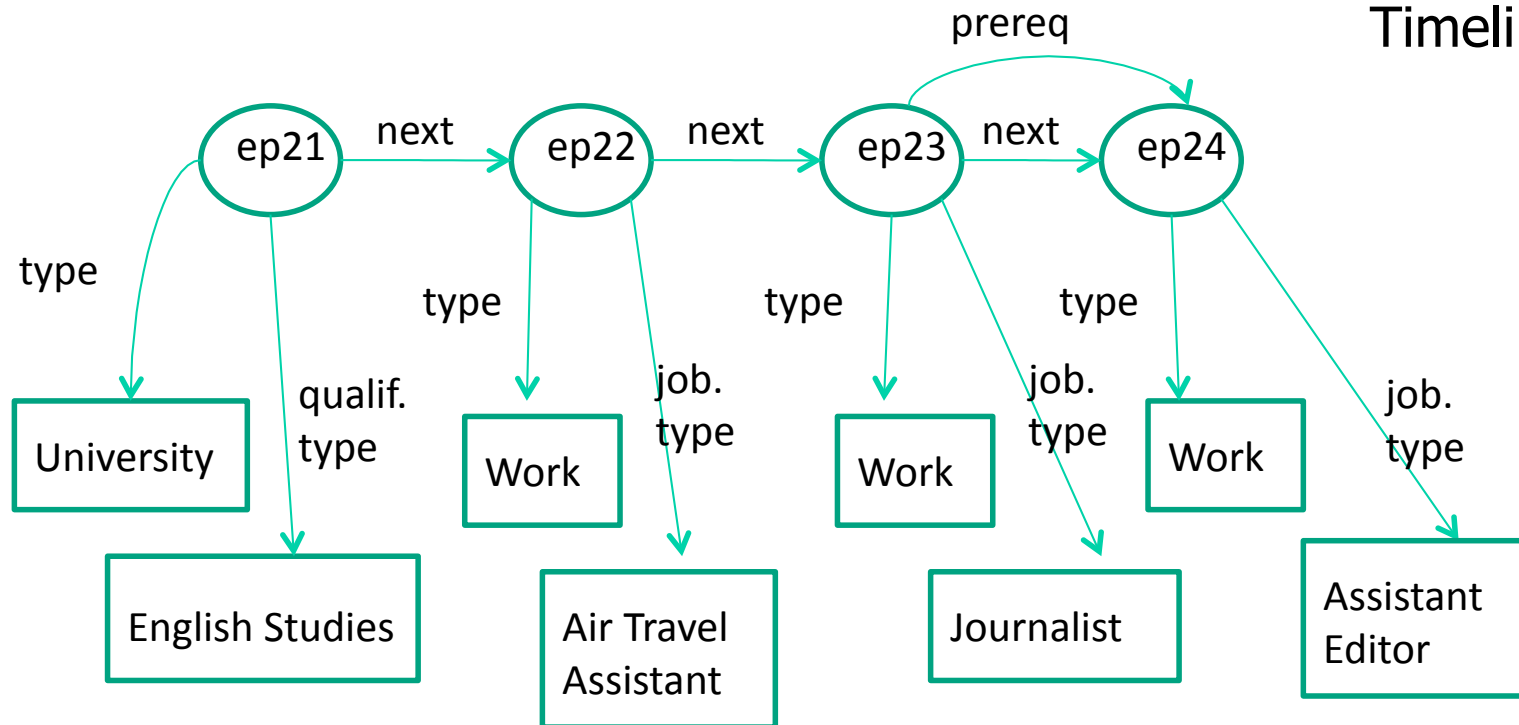 Timeli
prereq
ep21
next
ep22
next
ep23
next
ep24
type
type
type
type
qualif.
type
job.
type
job.
type
job.
type
University
Work
Work
Work
English Studies
Air Travel
Assistant
Journalist
Assistant
Editor